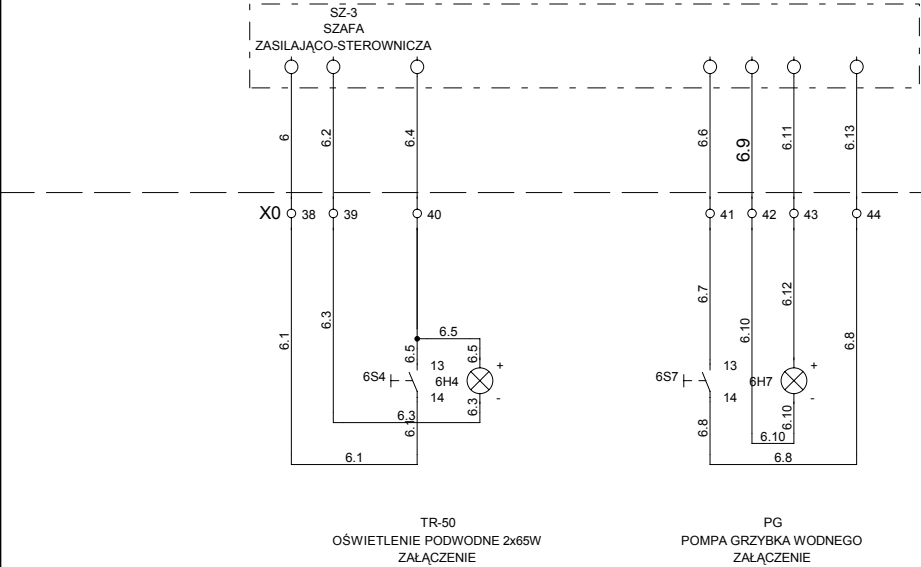 SZ-3
SZAFA
ZASILAJĄCO-STEROWNICZA
6
6.2
6.4
6.6
6.9
6.11
6.13
X0
38
39
40
41
42
43
44
6.1
6.3
6.7
6.10
6.12
6.8
6.5
6.5
6.5
6S4
13
14
6H4
+
-
6.3
6.3
6.1
6.1
6S7
13
14
6H7
+
-
6.8
6.10
6.10
6.8
TR-50
OŚWIETLENIE PODWODNE 2x65W
ZAŁĄCZENIE
PG
POMPA GRZYBKA WODNEGO
ZAŁĄCZENIE